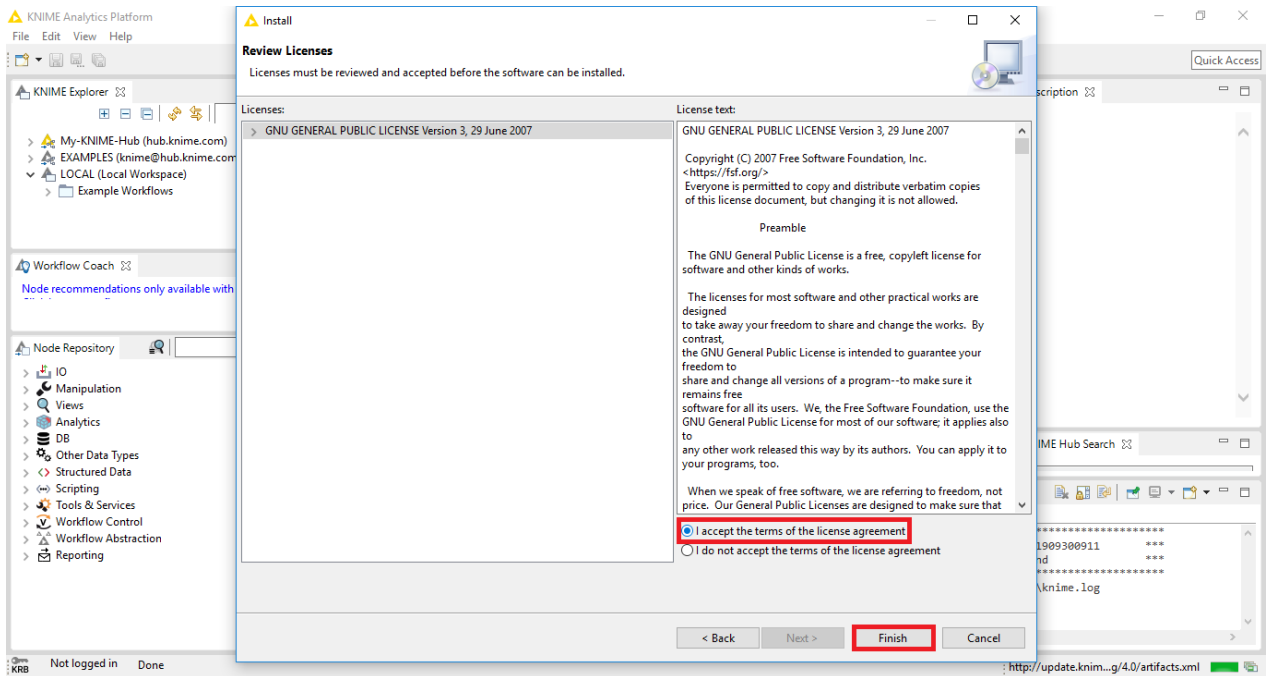 KNIME Analytics Platform
File Edit View Help
Quick Access
KNIME Explorer
My-KNIME-Hub (hub.knime.com)
EXAMPLES (knime@hub.knime.com
LOCAL (Local Workspace)
Example Workflows
Workflow Coach
Node recommendations only available with
Node Repository
IO
Manipulation
Views
Analytics
DB
Other Data Types
Structured Data
Scripting
Tools & Services
Workflow Control
Workflow Abstraction
Reporting
Install
Review Licenses
Licenses must be reviewed and accepted before the software can be installed.
Licenses:
GNU GENERAL PUBLIC LICENSE Version 3, 29 June 2007
License text:
GNU GENERAL PUBLIC LICENSE Version 3, 29 June 2007
Copyright (C) 2007 Free Software Foundation, Inc.
<https://fsf.org/>
Everyone is permitted to copy and distribute verbatim copies
of this license document, but changing it is not allowed.
Preamble
The GNU General Public License is a free, copyleft license for
software and other kinds of works.
The licenses for most software and other practical works are
designed
to take away your freedom to share and change the works. By
contrast,
the GNU General Public License is intended to guarantee your
freedom to
share and change all versions of a program--to make sure it
remains free
software for all its users. We, the Free Software Foundation, use the
GNU General Public License for most of our software; it applies also
to
any other work released this way by its authors. You can apply it to
your programs, too.
When we speak of free software, we are referring to freedom, not
price. Our General Public Licenses are designed to make sure that
I accept the terms of the license agreement
I do not accept the terms of the license agreement
< Back Next > Finish Cancel
scription
IME Hub Search
********************
1909300911 ***
nd ***
********************
\knime.log
KRB Not logged in Done
http://update.knim...g/4.0/artifacts.xml